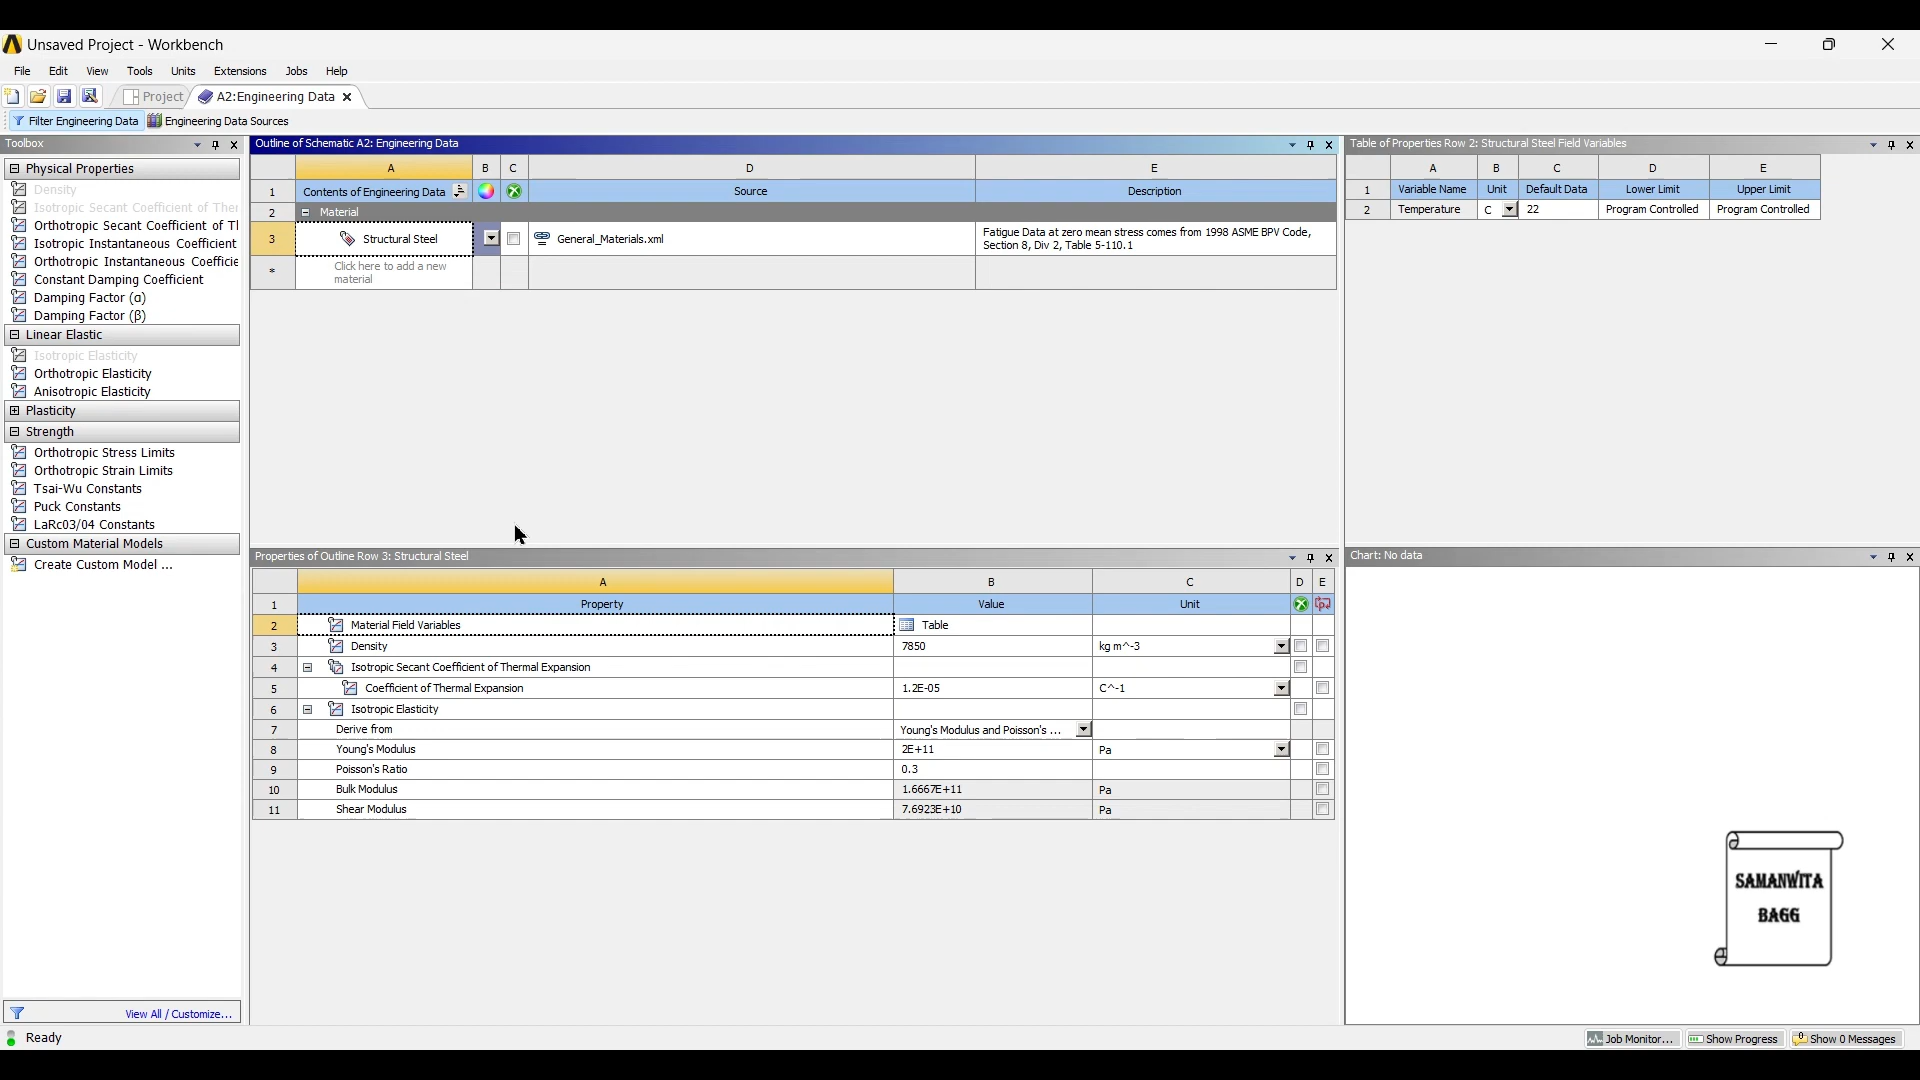 Unsaved Project - Workbench
File Edit View Tools Units Extensions Jobs Help
Project A2:Engineering Data
Filter Engineering Data Engineering Data Sources
Toolbox
Physical Properties
Density
Isotropic Secant Coefficient of Ther
Orthotropic Secant Coefficient of Tl
Isotropic Instantaneous Coefficient
Orthotropic Instantaneous Coefficie
Constant Damping Coefficient
Damping Factor (α)
Damping Factor (β)
Linear Elastic
Isotropic Elasticity
Orthotropic Elasticity
Anisotropic Elasticity
Plasticity
Strength
Orthotropic Stress Limits
Orthotropic Strain Limits
Tsai-Wu Constants
Puck Constants
LaRc03/04 Constants
Custom Material Models
Create Custom Model ...
View All / Customize...
Outline of Schematic A2: Engineering Data
A B C D E
1 Contents of Engineering Data Source Description
2 Material
3 Structural Steel General_Materials.xml Fatigue Data at zero mean stress comes from 1998 ASME BPV Code,
Section 8, Div 2, Table 5-110.1
* Click here to add a new
material
Properties of Outline Row 3: Structural Steel
A B C D E
1 Property Value Unit
2 Material Field Variables Table
3 Density 7850 kg m^-3
4 Isotropic Secant Coefficient of Thermal Expansion
5 Coefficient of Thermal Expansion 1.2E-05 C^-1
6 Isotropic Elasticity
7 Derive from Young's Modulus and Poisson's ...
8 Young's Modulus 2E+11 Pa
9 Poisson's Ratio 0.3
10 Bulk Modulus 1.6667E+11 Pa
11 Shear Modulus 7.6923E+10 Pa
Table of Properties Row 2: Structural Steel Field Variables
A B C D E
1 Variable Name Unit Default Data Lower Limit Upper Limit
2 Temperature C 22 Program Controlled Program Controlled
Chart: No data
SAMANWITA
BAGG
Ready
Job Monitor... Show Progress Show 0 Messages